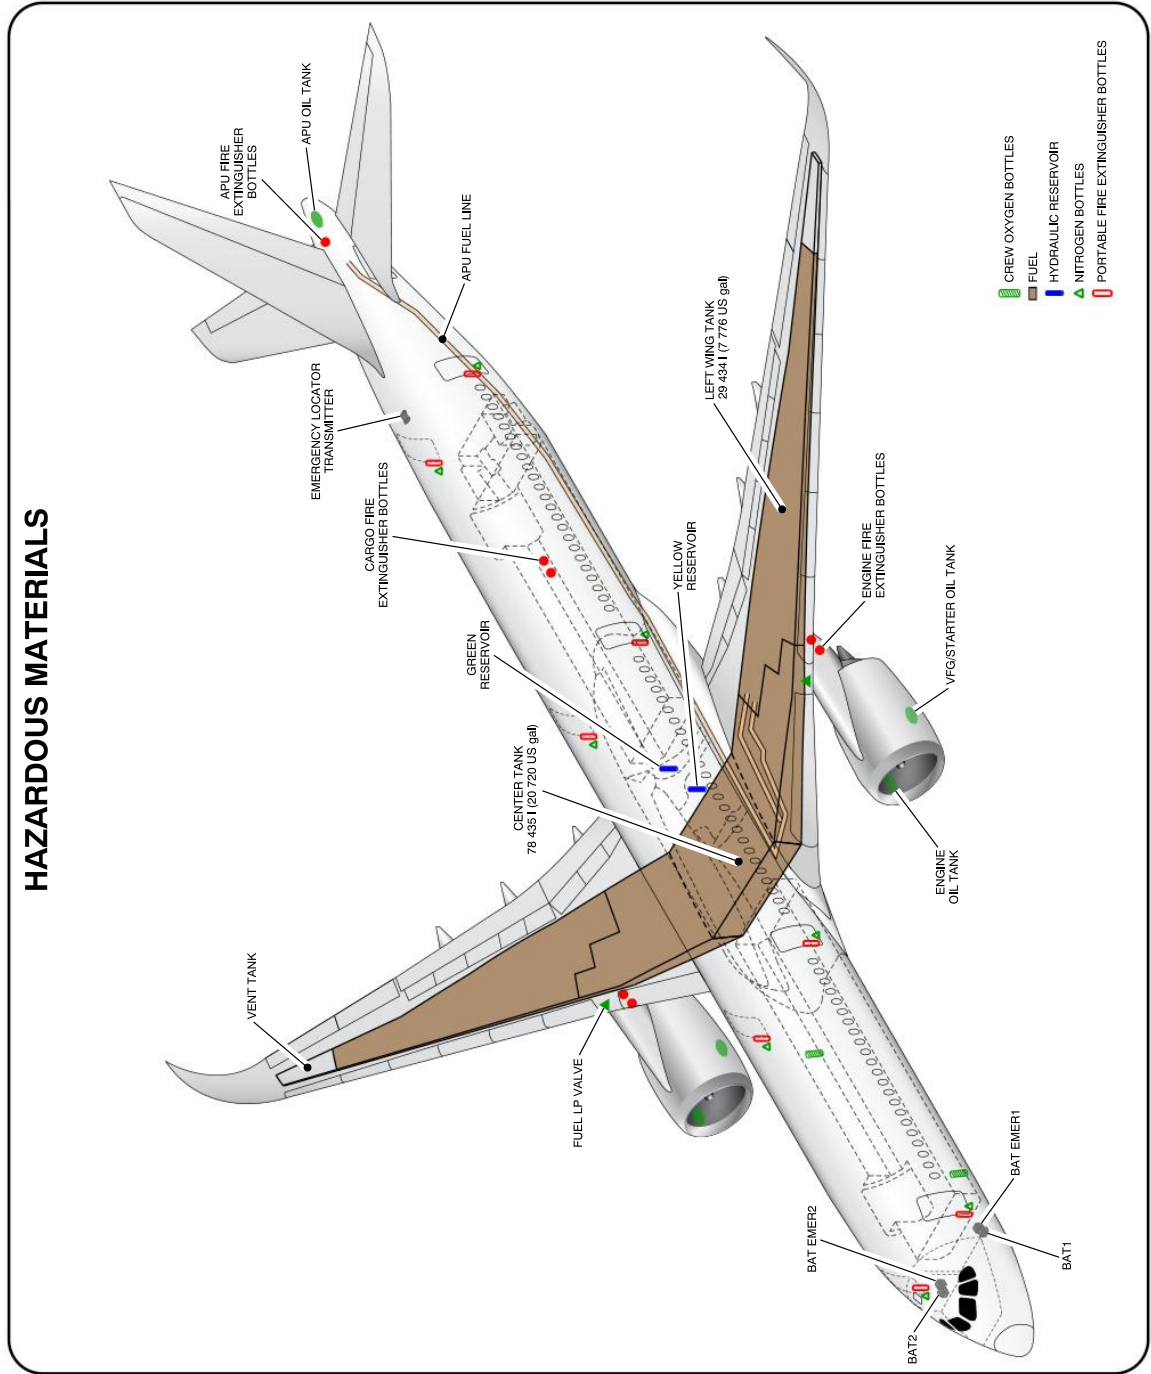 HAZARDOUS MATERIALS
APU FIRE
EXTINGUISHER
BOTTLES
APU OIL TANK
EMERGENCY LOCATOR
TRANSMITTER
APU FUEL LINE
CARGO FIRE
EXTINGUISHER BOTTLES
GREEN
RESERVOIR
YELLOW
RESERVOIR
LEFT WING TANK
29 434 l (7 776 US gal)
CENTER TANK
78 435 l (20 720 US gal)
ENGINE FIRE
EXTINGUISHER BOTTLES
VFG/STARTER OIL TANK
ENGINE
OIL TANK
VENT TANK
FUEL LP VALVE
BAT EMER2
BAT2
BAT EMER1
BAT1
CREW OXYGEN BOTTLES
FUEL
HYDRAULIC RESERVOIR
NITROGEN BOTTLES
PORTABLE FIRE EXTINGUISHER BOTTLES